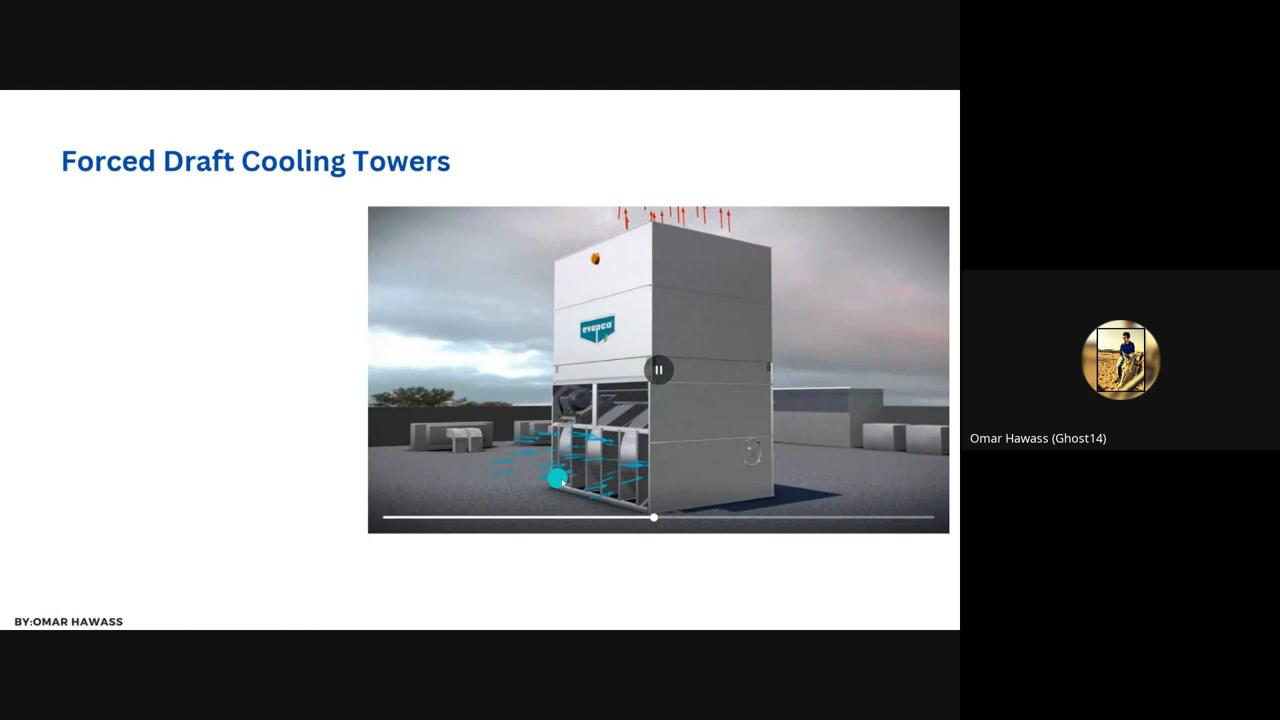 Forced Draft Cooling Towers
evapco
BY:OMAR HAWASS
Omar Hawass (Ghost14)